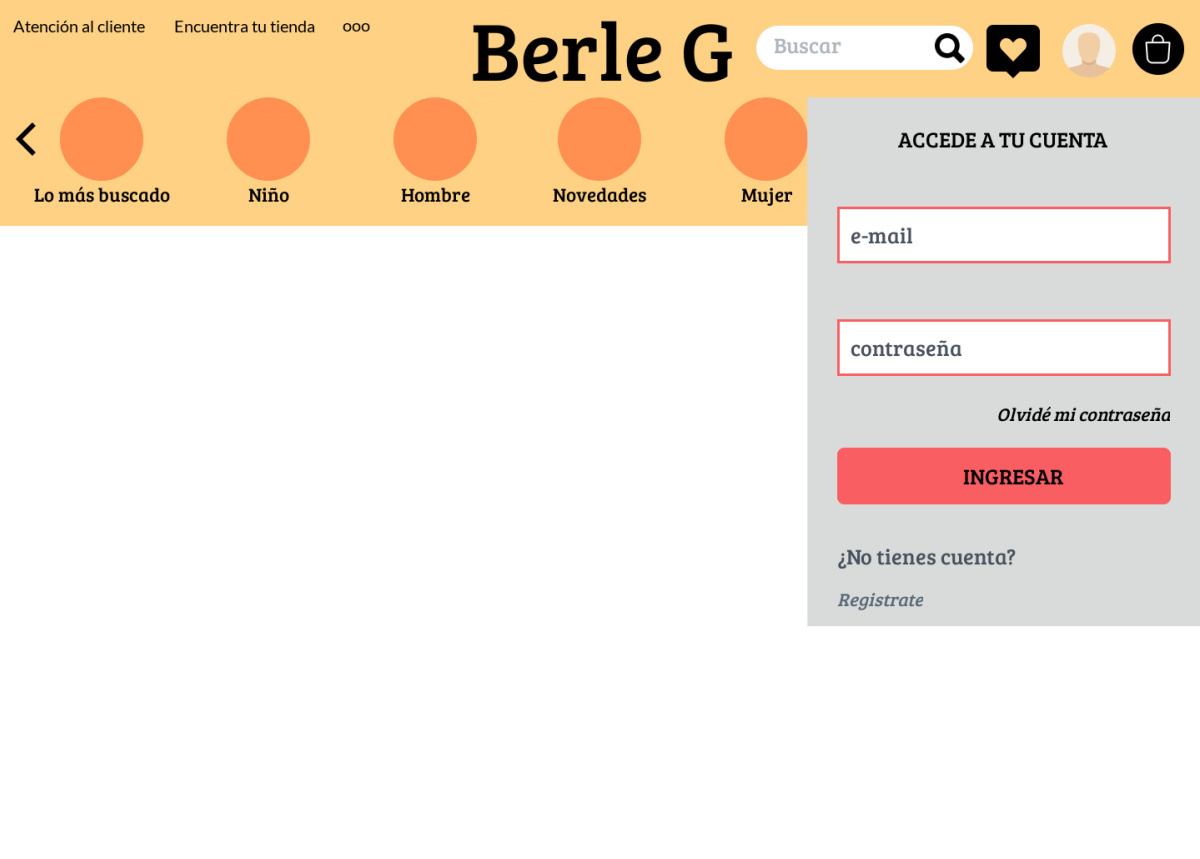 Atención al cliente
Encuentra tu tienda
ooo
Berle G
Buscar
Lo más buscado
Niño
Hombre
Novedades
Mujer
ACCEDE A TU CUENTA
e-mail
contraseña
Olvidé mi contraseña
INGRESAR
¿No tienes cuenta?
Registrate